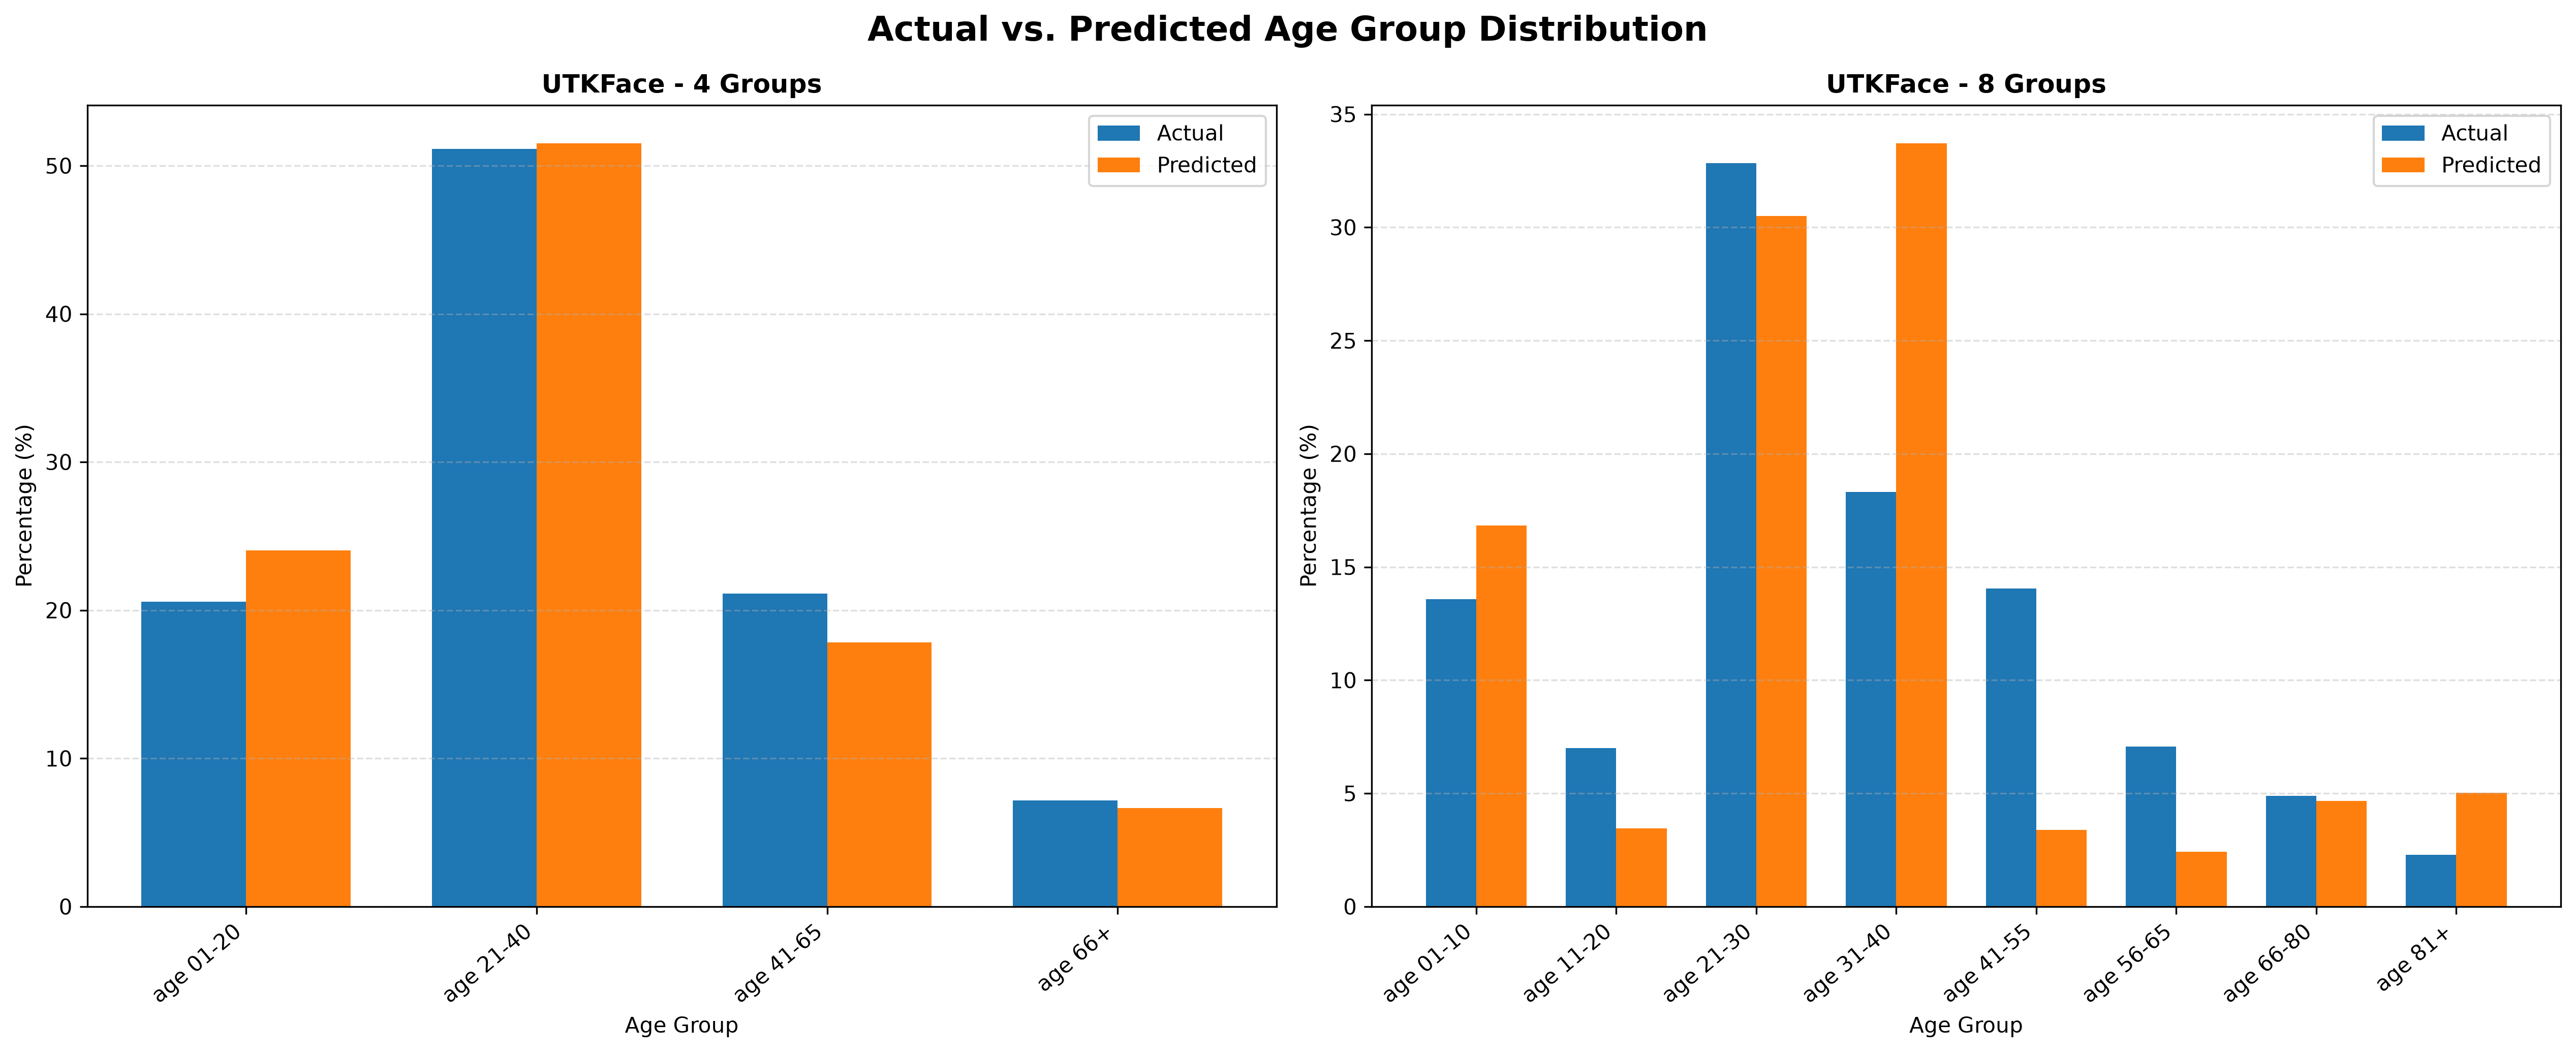 Actual vs. Predicted Age Group Distribution
UTKFace - 4 Groups
Actual
Predicted
Percentage (%)
50
40
30
20
10
0
age 01-20
age 21-40
age 41-65
age 66+
Age Group
UTKFace - 8 Groups
Actual
Predicted
Percentage (%)
35
30
25
20
15
10
5
0
age 01-10
age 11-20
age 21-30
age 31-40
age 41-55
age 56-65
age 66-80
age 81+
Age Group